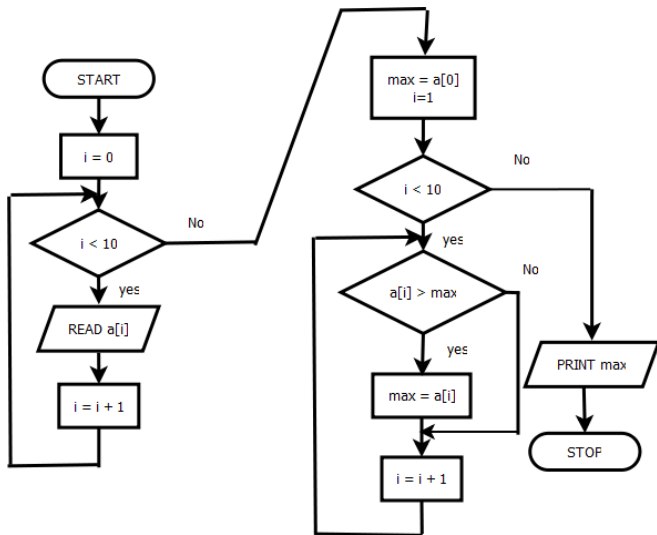 START
i = 0
i < 10
No
yes
READ a[i]
i = i + 1
max = a[0]
i=1
i < 10
No
yes
a[i] > max
No
yes
max = a[i]
i = i + 1
PRINT max
STOP